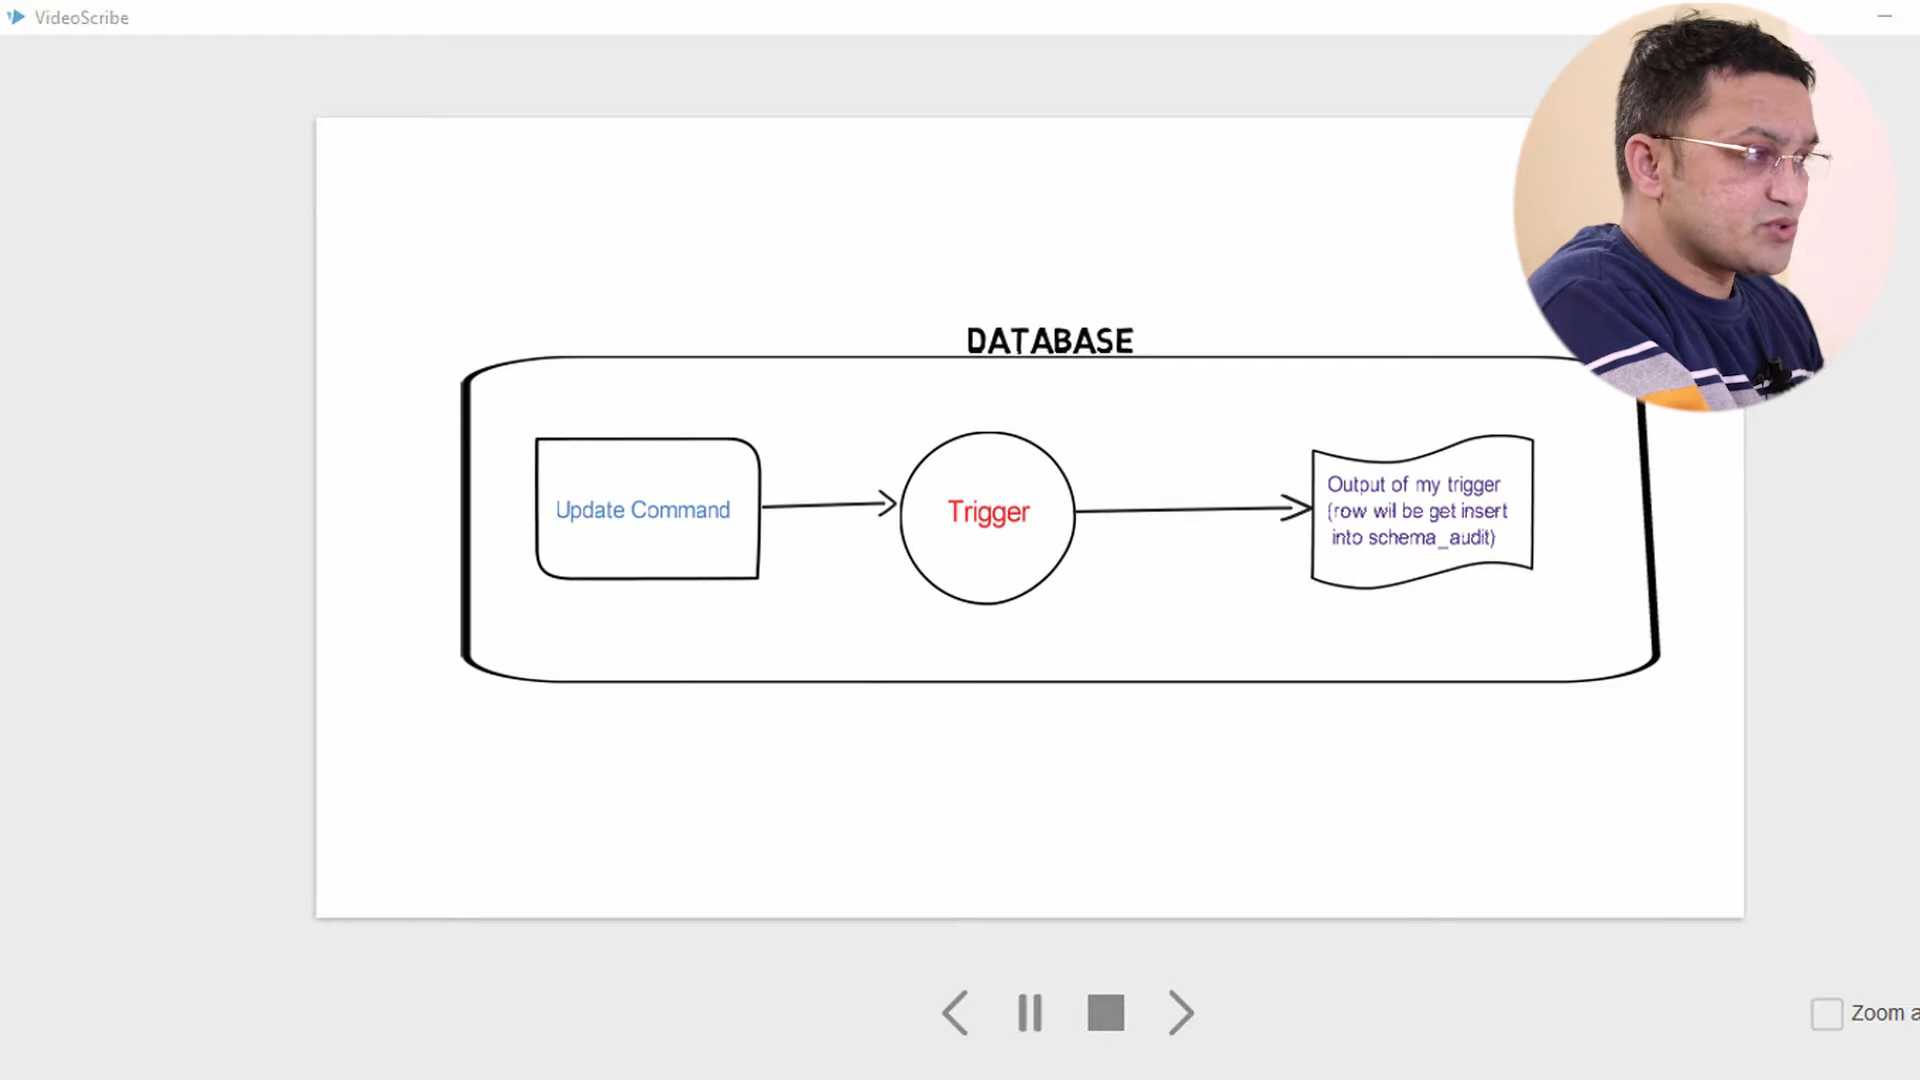 VideoScribe
DATABASE
Update Command
Trigger
Output of my trigger
(row wil be get insert
into schema_audit)
Zoom a